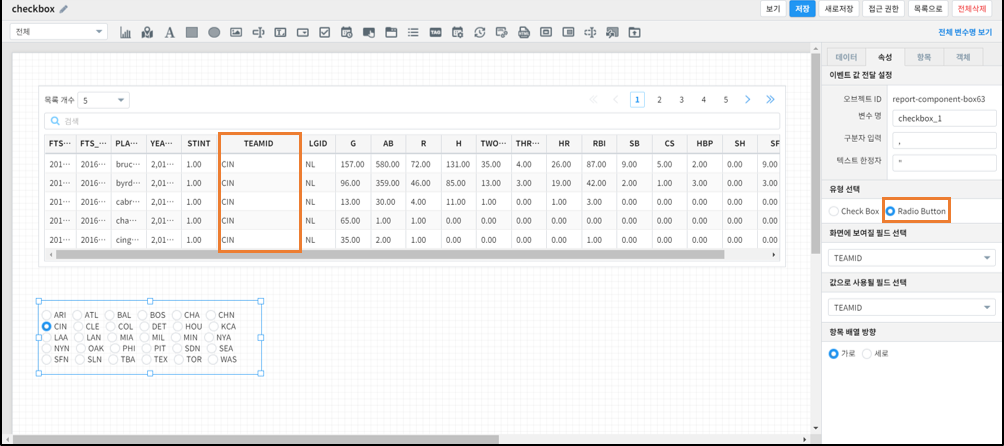 checkbox
보기 저장 새로저장 접근 권한 목록으로 전체삭제
전체
전체 변수명 보기
데이터 속성 항목 객체
이벤트 값 전달 설정
오브젝트 ID report-component-box63
변수 명 checkbox_1
구분자 입력 ,
텍스트 한정자 "
유형 선택
Check Box Radio Button
화면에 보여질 필드 선택
TEAMID
값으로 사용될 필드 선택
TEAMID
항목 배열 방향
가로 세로
목록 개수 5
1 2 3 4 5
검색
FTS··· FTS_··· PLA··· YEA··· STINT TEAMID LGID G AB R H TWO··· THR··· HR RBI SB CS HBP SH SF
201··· 2016··· bruc··· 2,01··· 1.00 CIN NL 157.00 580.00 72.00 131.00 35.00 4.00 26.00 87.00 9.00 5.00 2.00 0.00 9.00
201··· 2016··· byrd··· 2,01··· 1.00 CIN NL 96.00 359.00 46.00 85.00 13.00 3.00 19.00 42.00 2.00 1.00 3.00 0.00 3.00
201··· 2016··· cabr··· 2,01··· 1.00 CIN NL 13.00 30.00 4.00 11.00 1.00 0.00 1.00 3.00 0.00 0.00 0.00 0.00 0.00
201··· 2016··· cha··· 2,01··· 1.00 CIN NL 65.00 1.00 1.00 0.00 0.00 0.00 0.00 0.00 0.00 0.00 0.00 0.00 0.00
201··· 2016··· cing··· 2,01··· 1.00 CIN NL 35.00 2.00 1.00 0.00 0.00 0.00 0.00 1.00 0.00 0.00 0.00 0.00 0.00
ARI ATL BAL BOS CHA CHN
CIN CLE COL DET HOU KCA
LAA LAN MIA MIL MIN NYA
NYN OAK PHI PIT SDN SEA
SFN SLN TBA TEX TOR WAS